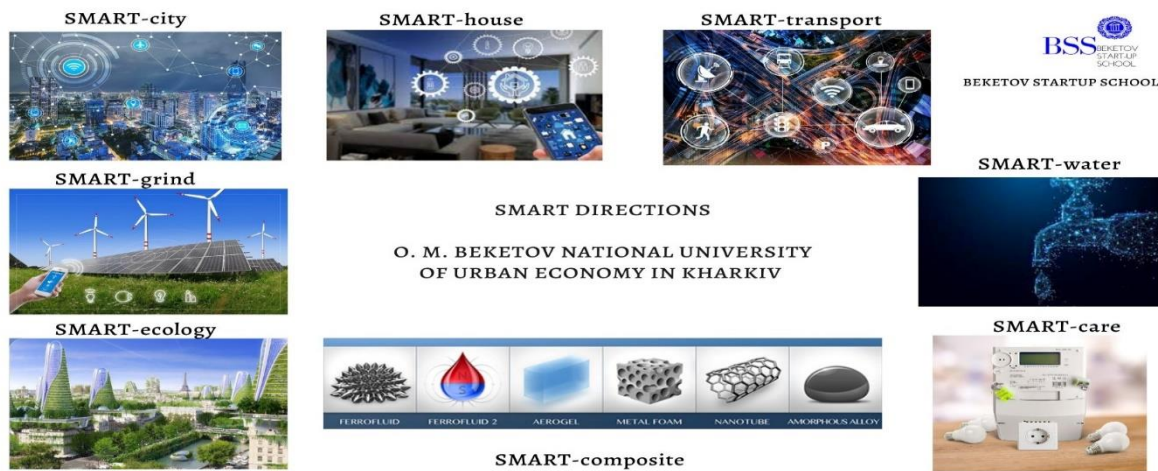 SMART-city
SMART-house
SMART-transport
BSS BEKETOV
START-UP
SCHOOL
BEKETOV STARTUP SCHOOL
SMART-grind
SMART-water
SMART DIRECTIONS
O. M. BEKETOV NATIONAL UNIVERSITY
OF URBAN ECONOMY IN KHARKIV
SMART-ecology
SMART-care
FERROFLUID
FERROFLUID 2
AEROGEL
METAL FOAM
NANOTUBE
AMORPHOUS ALLOY
SMART-composite